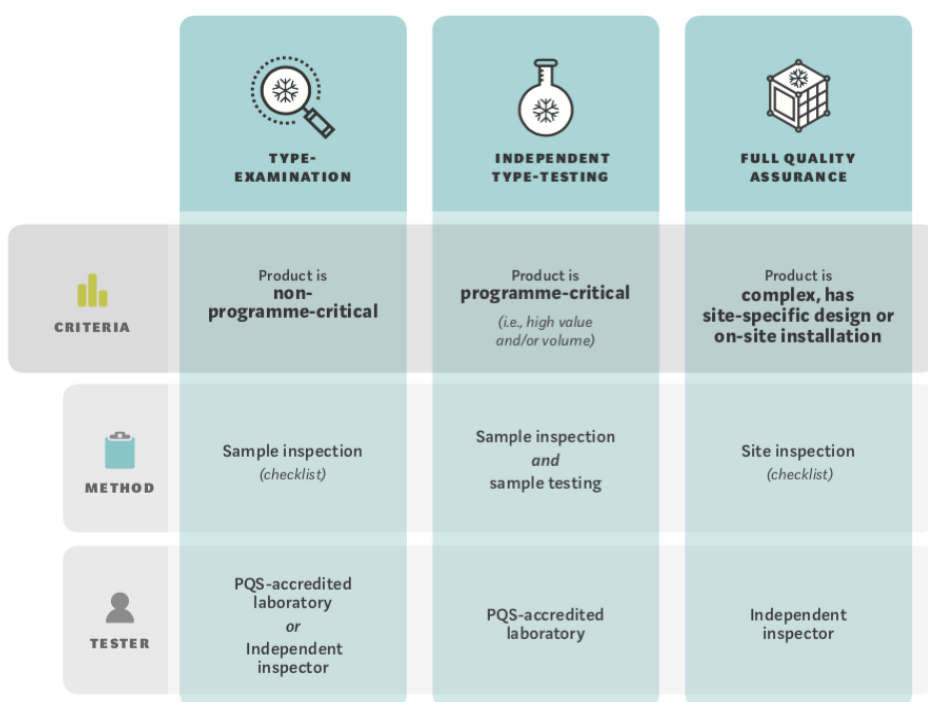 TYPE-
EXAMINATION
INDEPENDENT
TYPE-TESTING
FULL QUALITY
ASSURANCE
CRITERIA
Product is
non-
programme-critical
Product is
programme-critical
(i.e., high value
and/or volume)
Product is
complex, has
site-specific design or
on-site installation
METHOD
Sample inspection
(checklist)
Sample inspection
and
sample testing
Site inspection
(checklist)
TESTER
PQS-accredited
laboratory
or
Independent
inspector
PQS-accredited
laboratory
Independent
inspector